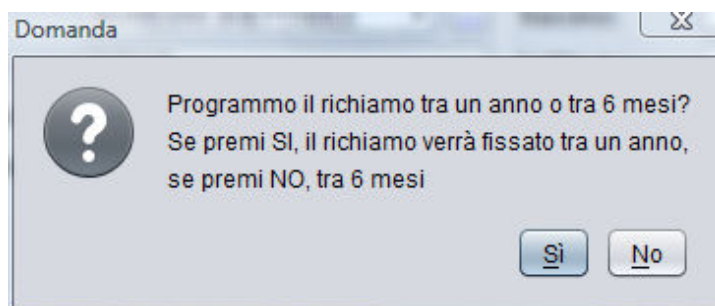 Domanda
Programmo il richiamo tra un anno o tra 6 mesi?
Se premi SI, il richiamo verrà fissato tra un anno,
se premi NO, tra 6 mesi
Sì
No